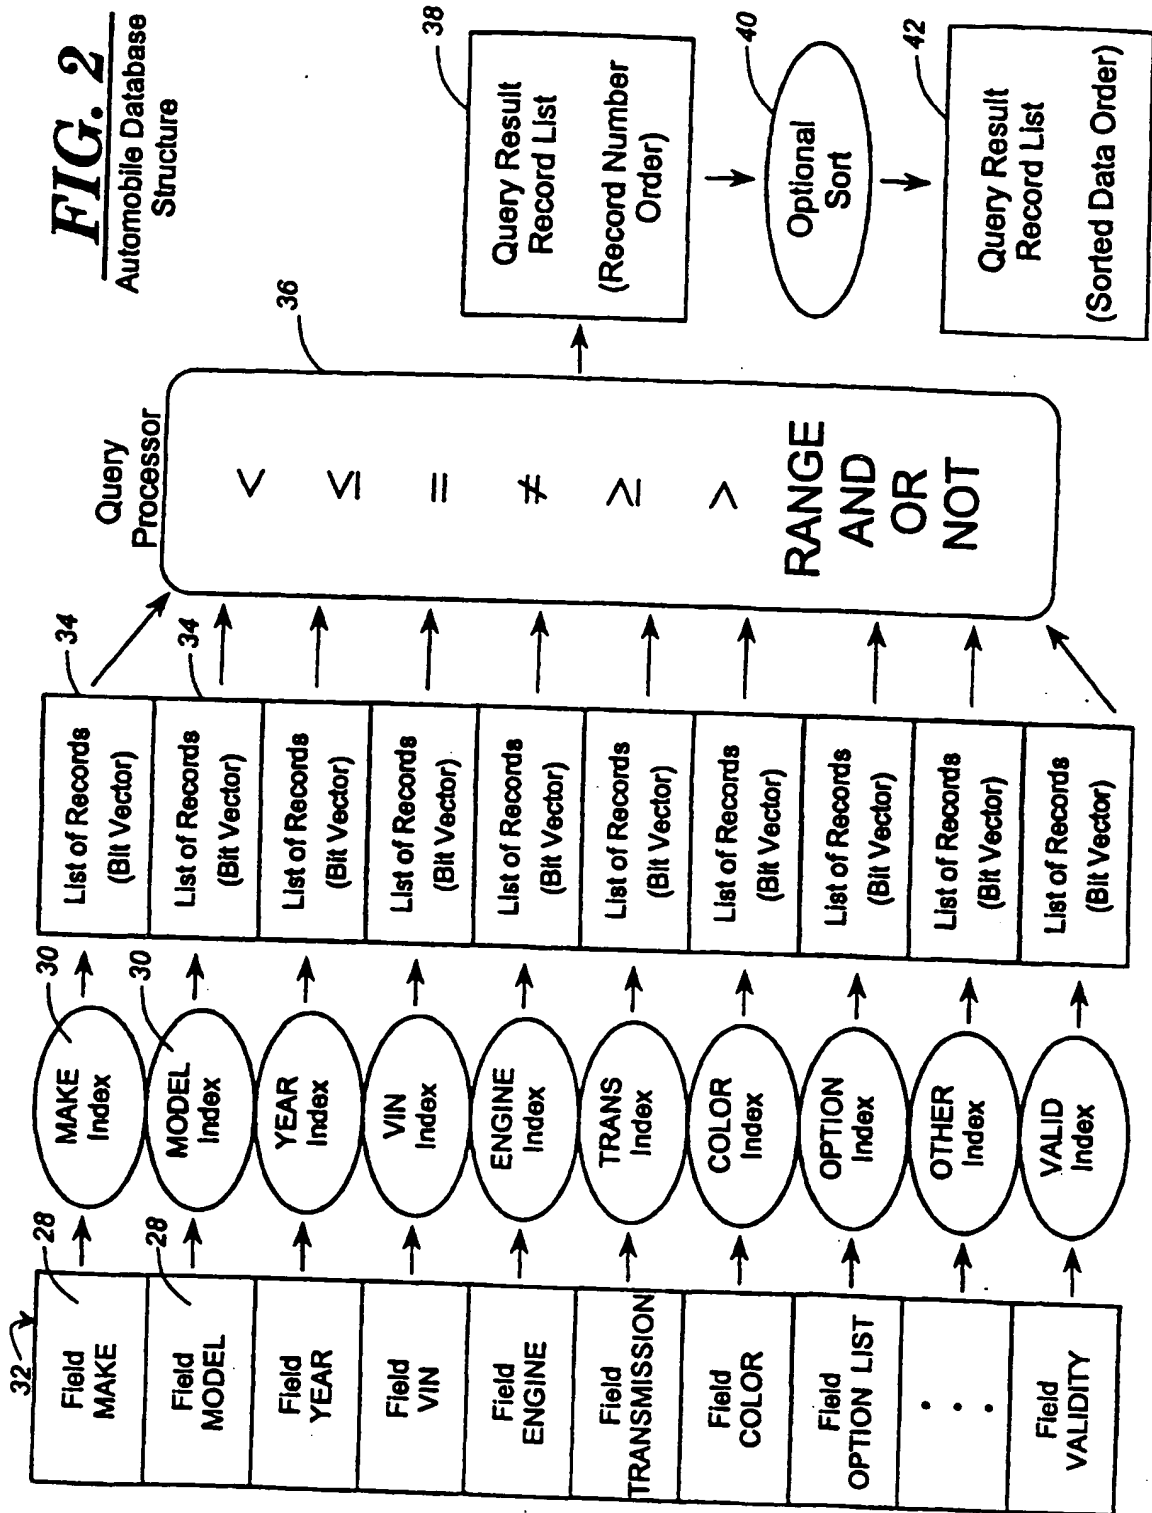 FIG. 2
Automobile Database
Structure
32
28
Field
MAKE
28
Field
MODEL
Field
YEAR
Field
VIN
Field
ENGINE
Field
TRANSMISSION
Field
COLOR
Field
OPTION LIST
. . .
Field
VALIDITY
30
MAKE
Index
30
MODEL
Index
YEAR
Index
VIN
Index
ENGINE
Index
TRANS
Index
COLOR
Index
OPTION
Index
OTHER
Index
VALID
Index
34
List of Records
(Bit Vector)
34
List of Records
(Bit Vector)
List of Records
(Bit Vector)
List of Records
(Bit Vector)
List of Records
(Bit Vector)
List of Records
(Bit Vector)
List of Records
(Bit Vector)
List of Records
(Bit Vector)
List of Records
(Bit Vector)
List of Records
(Bit Vector)
Query
Processor
36
<
≤
=
≠
≥
>
RANGE
AND
OR
NOT
38
Query Result
Record List
(Record Number
Order)
40
Optional
Sort
42
Query Result
Record List
(Sorted Data Order)